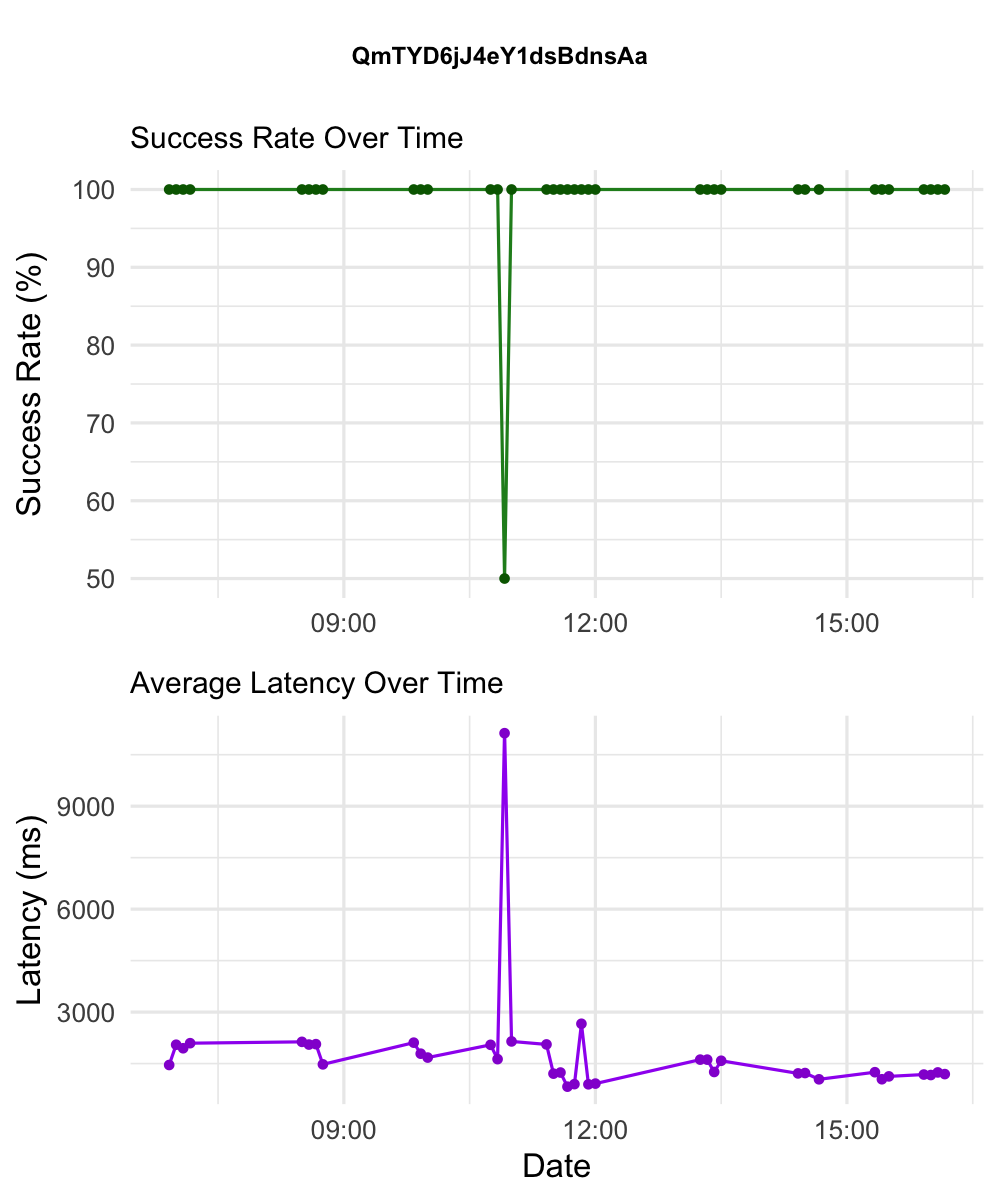 QmTYD6jJ4eY1dsBdnsAa
Success Rate Over Time
Success Rate (%)
100
90
80
70
60
50
09:00 12:00 15:00
Average Latency Over Time
Latency (ms)
9000
6000
3000
09:00 12:00 15:00
Date